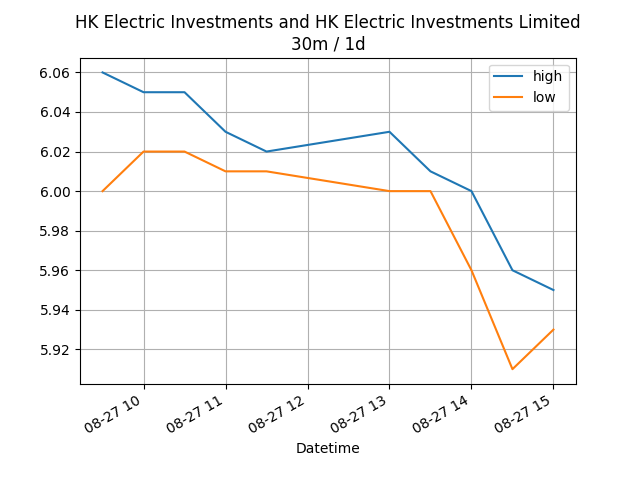 HK Electric Investments and HK Electric Investments Limited
30m / 1d
high
low
6.06
6.04
6.02
6.00
5.98
5.96
5.94
5.92
08-27 10
08-27 11
08-27 12
08-27 13
08-27 14
08-27 15
Datetime